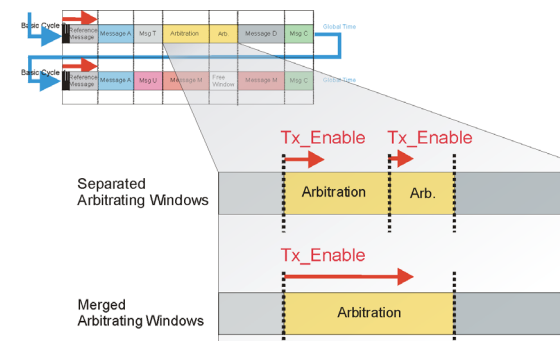 Basic Cycle
Global Time
Reference
Message
Message A
Msg T
Arbitration
Arb.
Message D
Msg C
Basic Cycle
Global Time
Reference
Message
Message A
Msg U
Message M
Free
Window
Message M
Msg C
Tx_Enable
Tx_Enable
Separated
Arbitrating Windows
Arbitration
Arb.
Tx_Enable
Merged
Arbitrating Windows
Arbitration